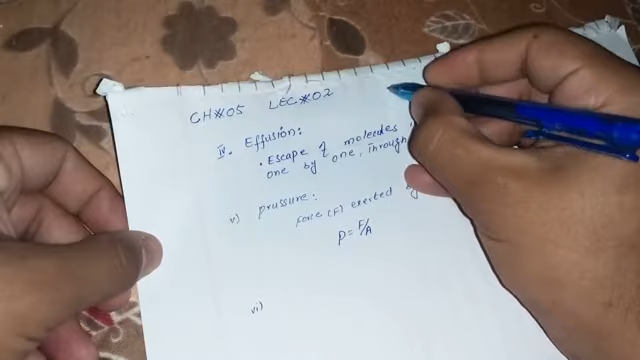 CH#05 LEC#02
iv. Effusion:
• Escape of molecules
one by one, Through
v) pressure:
Force (F) exerted by
P = F/A
vi)